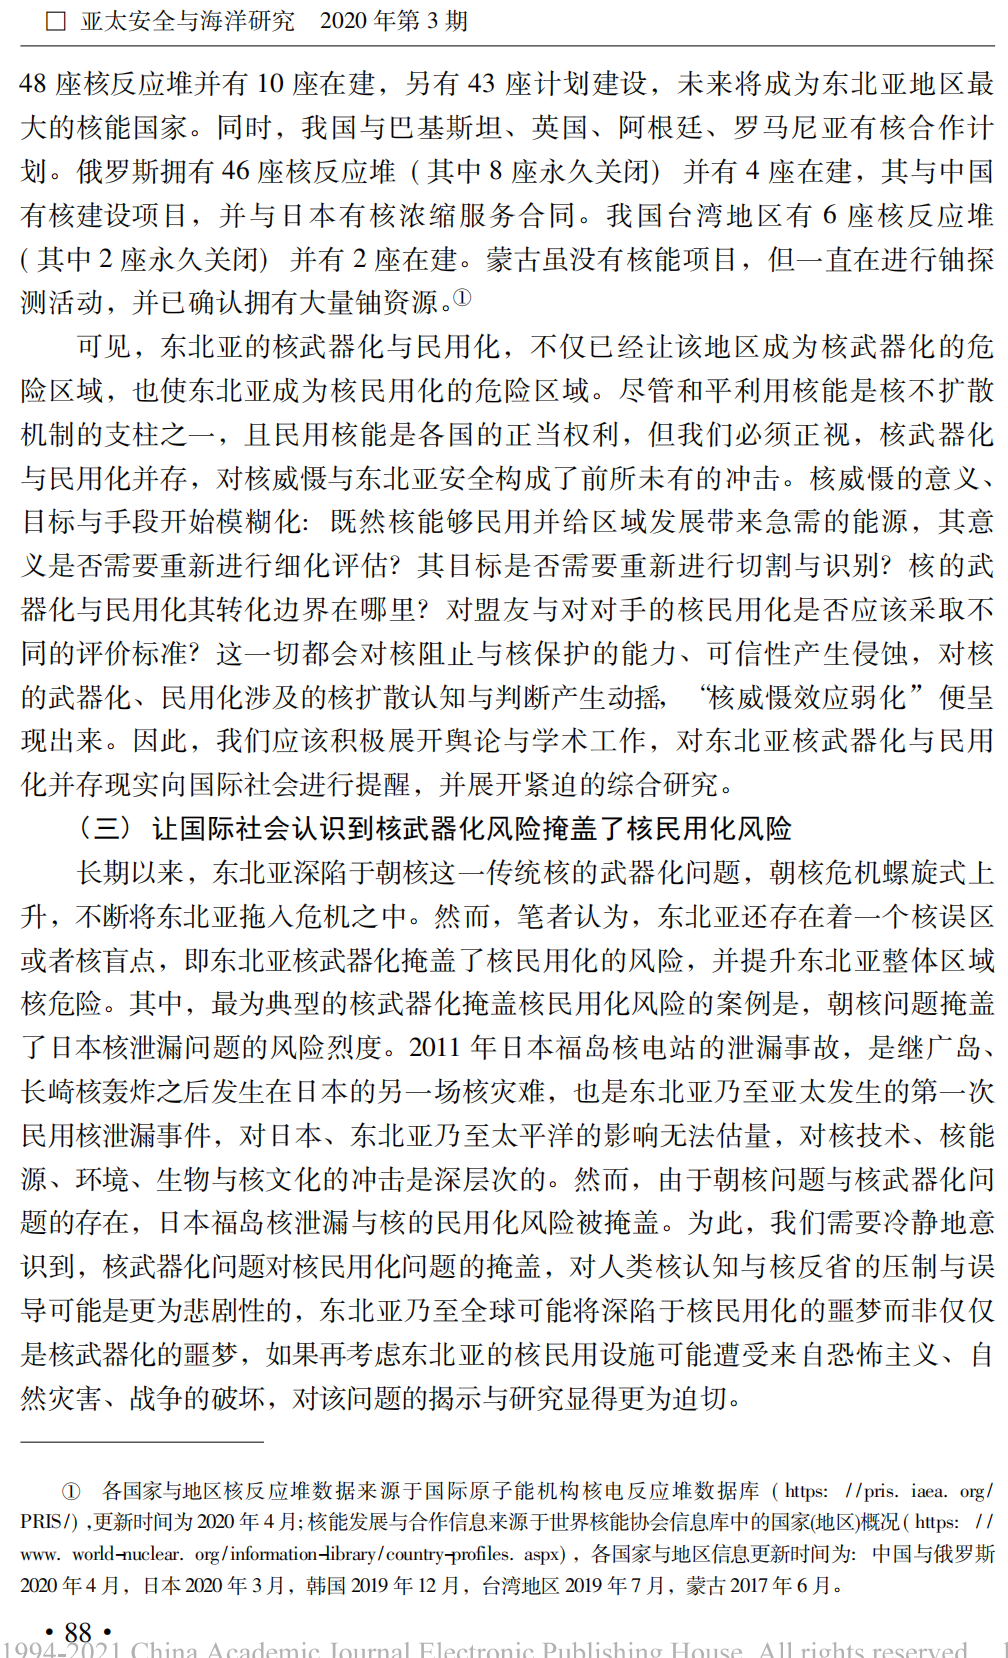 □ 亚太安全与海洋研究 2020 年第 3 期
48 座核反应堆并有 10 座在建，另有 43 座计划建设，未来将成为东北亚地区最
大的核能国家。同时，我国与巴基斯坦、英国、阿根廷、罗马尼亚有核合作计
划。俄罗斯拥有 46 座核反应堆 ( 其中 8 座永久关闭) 并有 4 座在建，其与中国
有核建设项目，并与日本有核浓缩服务合同。我国台湾地区有 6 座核反应堆
( 其中 2 座永久关闭) 并有 2 座在建。蒙古虽没有核能项目，但一直在进行铀探
测活动，并已确认拥有大量铀资源。①
可见，东北亚的核武器化与民用化，不仅已经让该地区成为核武器化的危
险区域，也使东北亚成为核民用化的危险区域。尽管和平利用核能是核不扩散
机制的支柱之一，且民用核能是各国的正当权利，但我们必须正视，核武器化
与民用化并存，对核威慑与东北亚安全构成了前所未有的冲击。核威慑的意义、
目标与手段开始模糊化: 既然核能够民用并给区域发展带来急需的能源，其意
义是否需要重新进行细化评估? 其目标是否需要重新进行切割与识别? 核的武
器化与民用化其转化边界在哪里? 对盟友与对对手的核民用化是否应该采取不
同的评价标准? 这一切都会对核阻止与核保护的能力、可信性产生侵蚀，对核
的武器化、民用化涉及的核扩散认知与判断产生动摇，“核威慑效应弱化” 便呈
现出来。因此，我们应该积极展开舆论与学术工作，对东北亚核武器化与民用
化并存现实向国际社会进行提醒，并展开紧迫的综合研究。
（三） 让国际社会认识到核武器化风险掩盖了核民用化风险
长期以来，东北亚深陷于朝核这一传统核的武器化问题，朝核危机螺旋式上
升，不断将东北亚拖入危机之中。然而，笔者认为，东北亚还存在着一个核误区
或者核盲点，即东北亚核武器化掩盖了核民用化的风险，并提升东北亚整体区域
核危险。其中，最为典型的核武器化掩盖核民用化风险的案例是，朝核问题掩盖
了日本核泄漏问题的风险烈度。2011 年日本福岛核电站的泄漏事故，是继广岛、
长崎核轰炸之后发生在日本的另一场核灾难，也是东北亚乃至亚太发生的第一次
民用核泄漏事件，对日本、东北亚乃至太平洋的影响无法估量，对核技术、核能
源、环境、生物与核文化的冲击是深层次的。然而，由于朝核问题与核武器化问
题的存在，日本福岛核泄漏与核的民用化风险被掩盖。为此，我们需要冷静地意
识到，核武器化问题对核民用化问题的掩盖，对人类核认知与核反省的压制与误
导可能是更为悲剧性的，东北亚乃至全球可能将深陷于核民用化的噩梦而非仅仅
是核武器化的噩梦，如果再考虑东北亚的核民用设施可能遭受来自恐怖主义、自
然灾害、战争的破坏，对该问题的揭示与研究显得更为迫切。
① 各国家与地区核反应堆数据来源于国际原子能机构核电反应堆数据库 ( https: //pris. iaea. org/
PRIS/) ,更新时间为 2020 年 4 月; 核能发展与合作信息来源于世界核能协会信息库中的国家(地区)概况 ( https: //
www. world-nuclear. org/information-library/country-profiles. aspx) ，各国家与地区信息更新时间为: 中国与俄罗斯
2020 年 4 月，日本 2020 年 3 月，韩国 2019 年 12 月，台湾地区 2019 年 7 月，蒙古 2017 年 6 月。
· 88 ·
1994-2021 China Academic Journal Electronic Publishing House. All rights reserved.